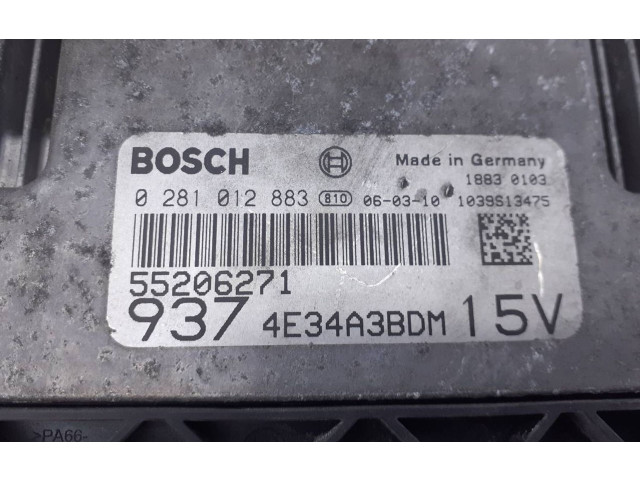 BOSCH Made in Germany
1883 0103
0 281 012 883 810 06-03-10 1039S13475
55206271
937 4E34A3BDM 15V
>PA66-